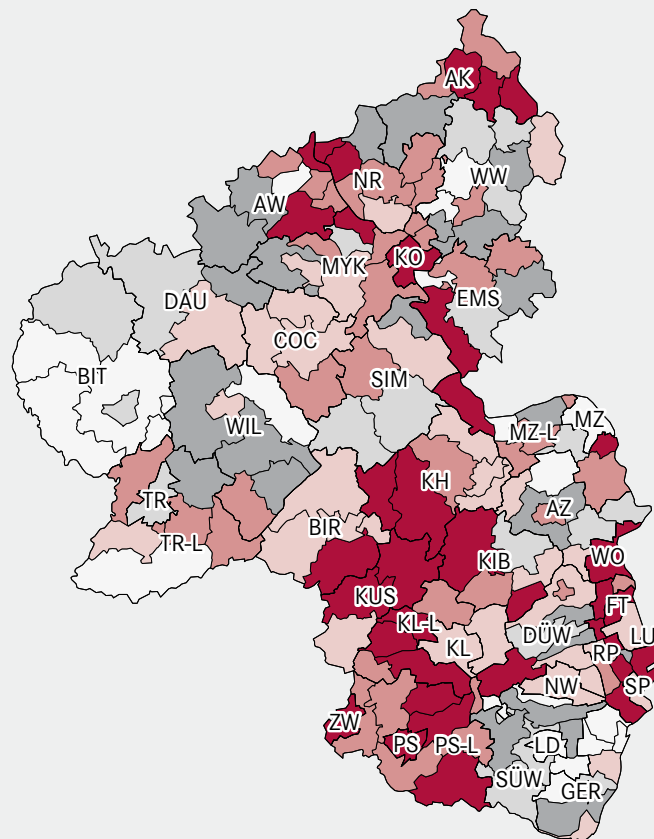 AK
NR
WW
AW
KO
MYK
EMS
DAU
COC
BIT
SIM
WIL
MZ
MZ-L
KH
TR
AZ
BIR
TR-L
KIB
WO
KUS
FT
KL-L
DÜW
LU
KL
RP
NW
SP
ZW
PS
PS-L
LD
SÜW
GER